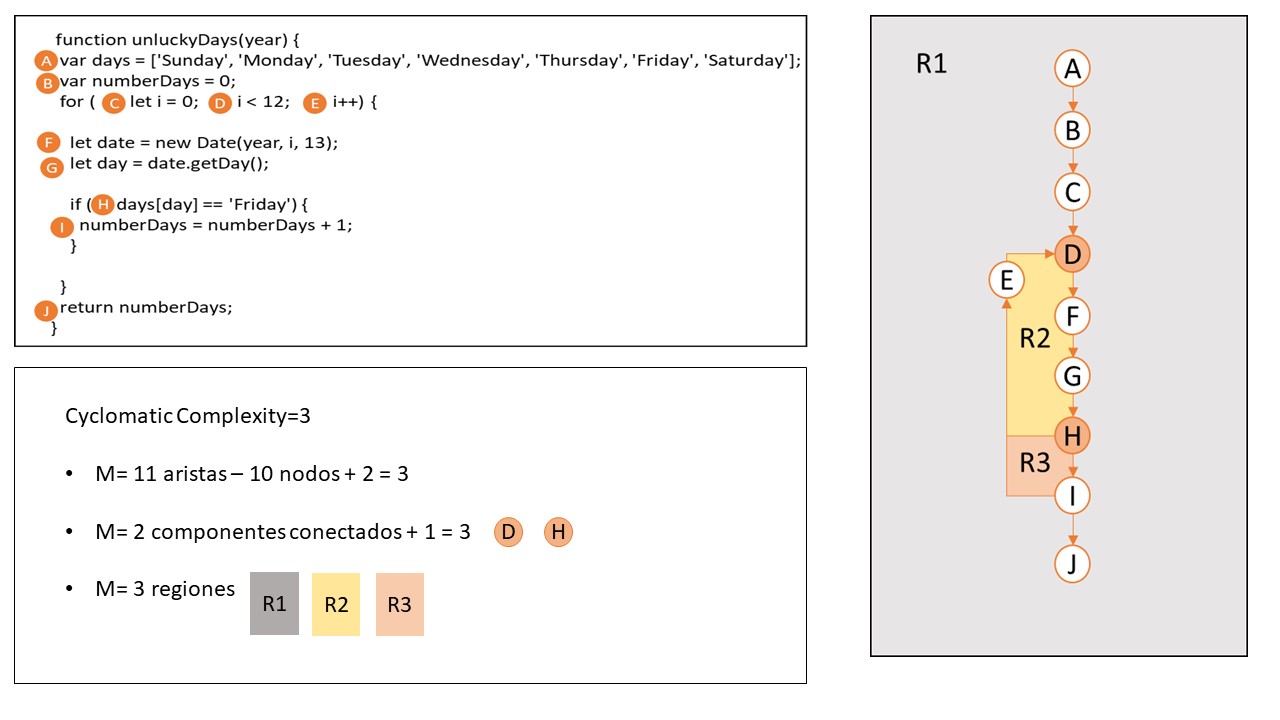 function unluckyDays(year) {
A var days = ['Sunday', 'Monday', 'Tuesday', 'Wednesday', 'Thursday', 'Friday', 'Saturday'];
B var numberDays = 0;
for ( C let i = 0; D i < 12; E i++) {
F let date = new Date(year, i, 13);
G let day = date.getDay();
if ( H days[day] == 'Friday') {
I numberDays = numberDays + 1;
}
}
J return numberDays;
}
Cyclomatic Complexity=3
• M= 11 aristas – 10 nodos + 2 = 3
• M= 2 componentes conectados + 1 = 3 D H
• M= 3 regiones R1 R2 R3
R1
A
B
C
D
E
F
R2
G
H
R3
I
J